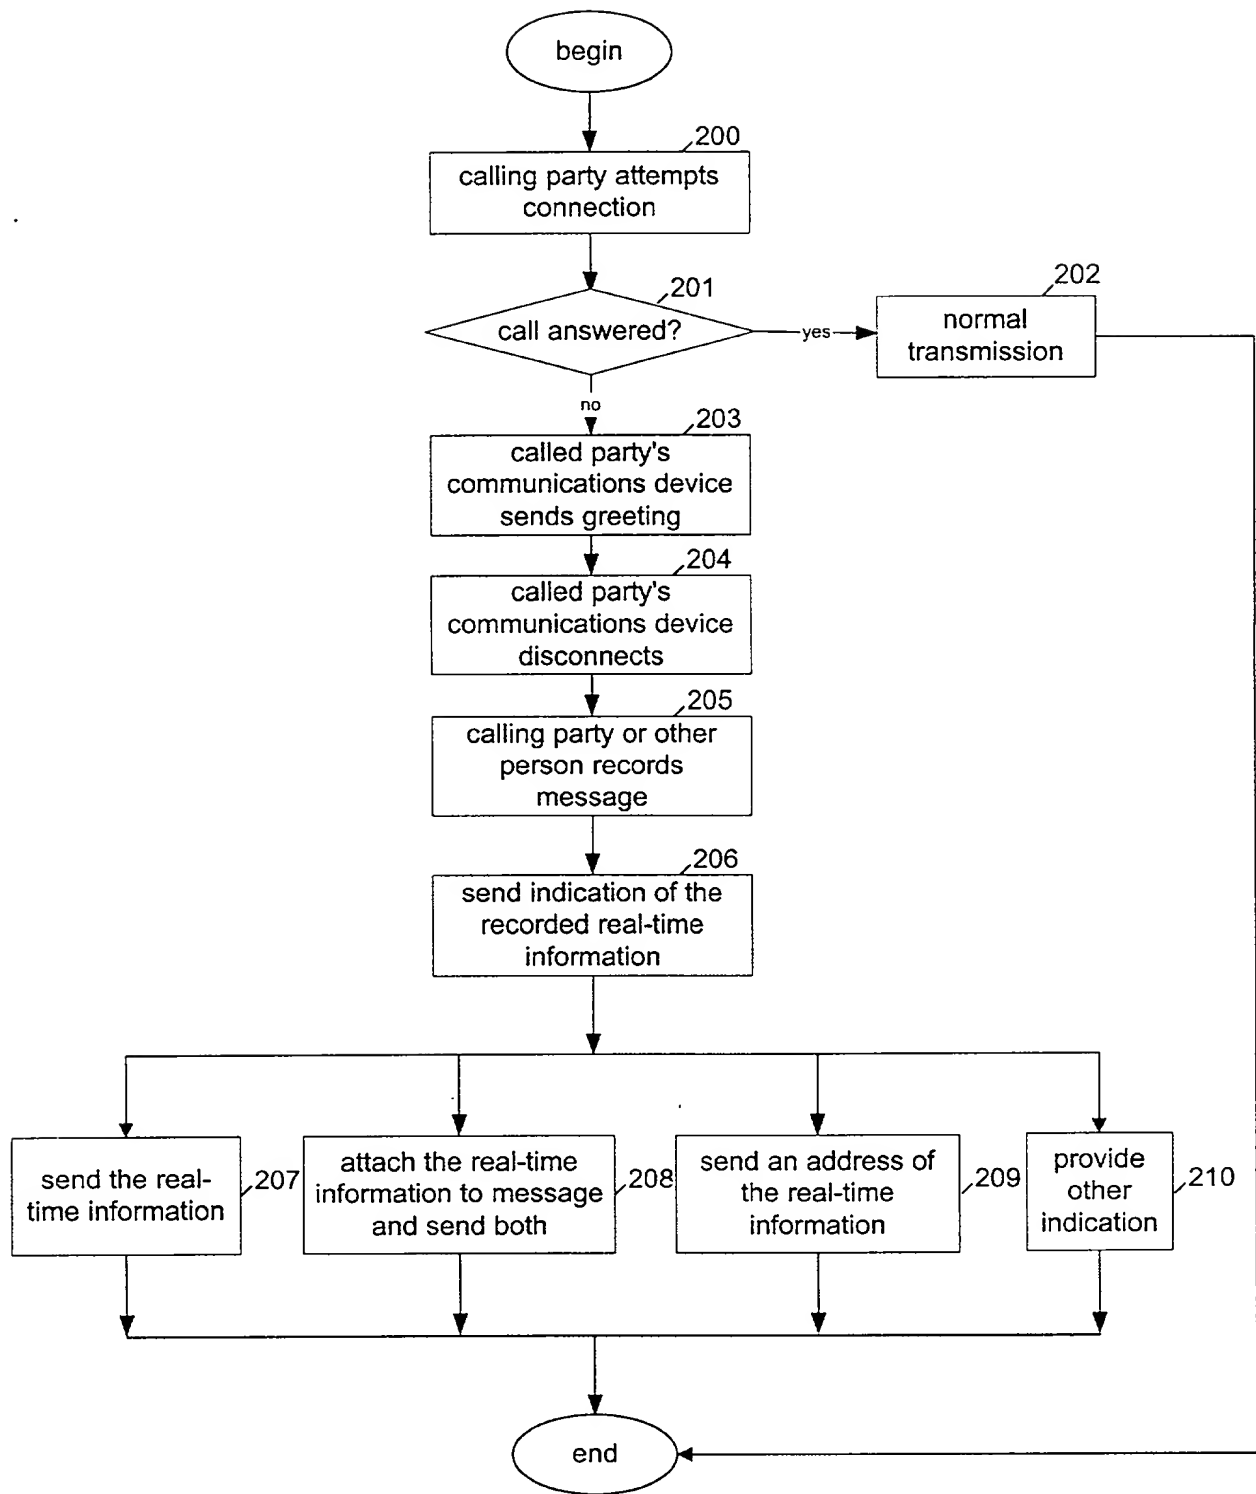 begin
200
calling party attempts
connection
201
call answered?
yes
202
normal
transmission
no
203
called party's
communications device
sends greeting
204
called party's
communications device
disconnects
205
calling party or other
person records
message
206
send indication of the
recorded real-time
information
send the real-
time information
207
attach the real-time
information to message
and send both
208
send an address of
the real-time
information
209
provide
other
indication
210
end